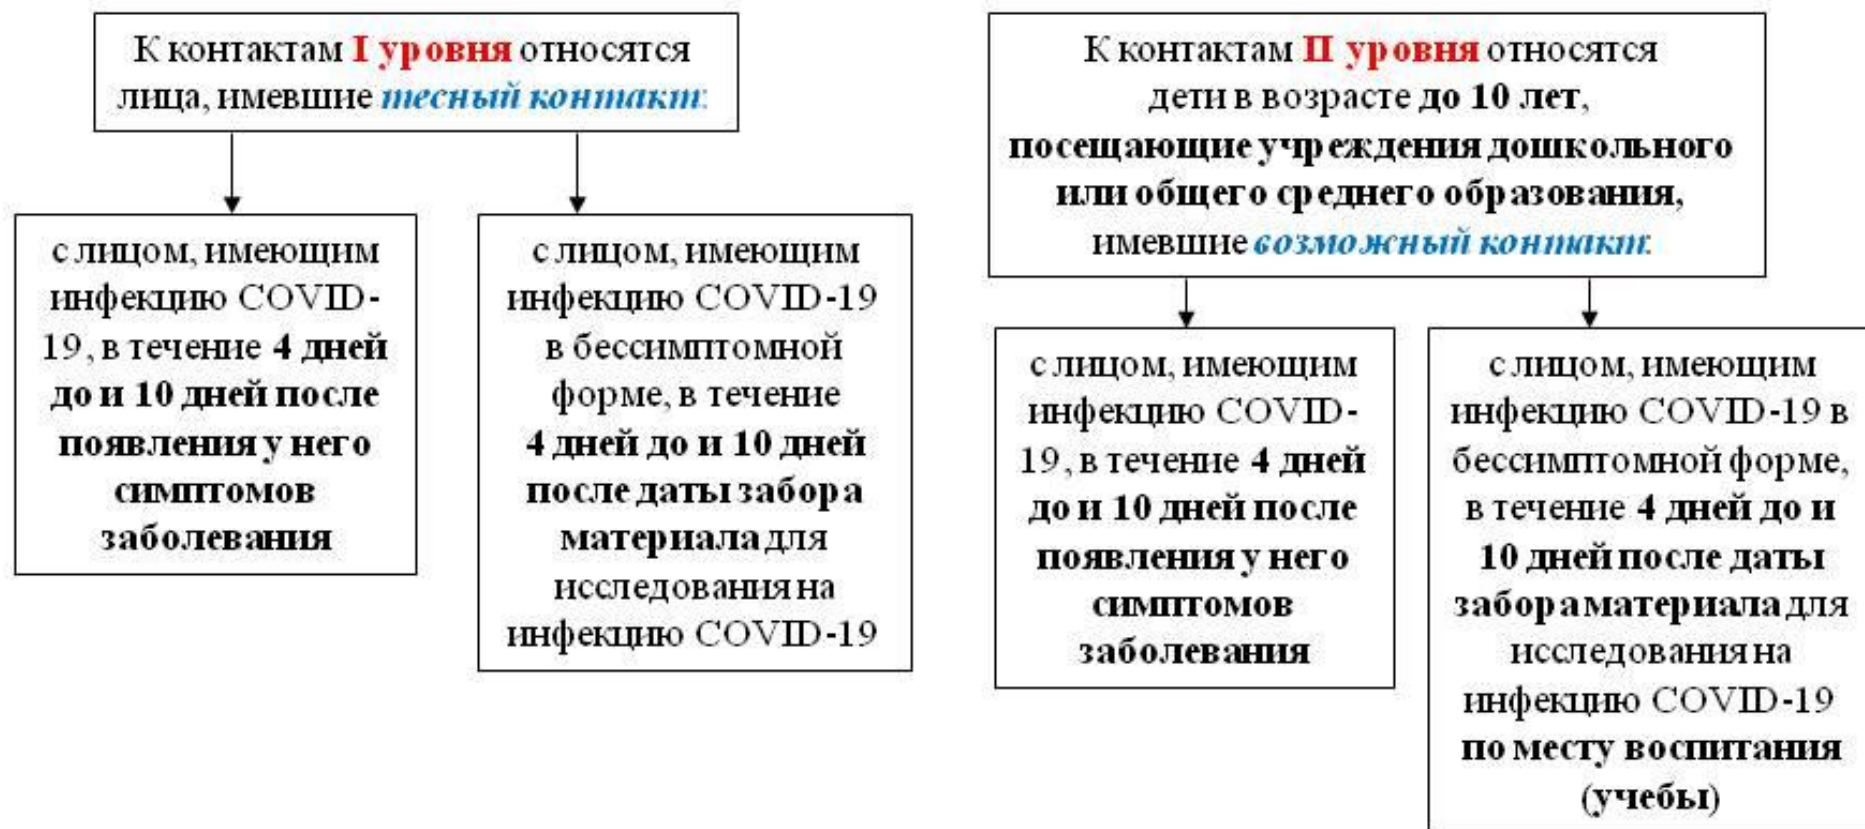 К контактам I уровня относятся
лица, имевшие тесный контакт:
с лицом, имеющим
инфекцию COVID-
19, в течение 4 дней
до и 10 дней после
появления у него
симптомов
заболевания
с лицом, имеющим
инфекцию COVID-19
в бессимптомной
форме, в течение
4 дней до и 10 дней
после даты забора
материала для
исследования на
инфекцию COVID-19
К контактам II уровня относятся
дети в возрасте до 10 лет,
посещающие учреждения дошкольного
или общего среднего образования,
имевшие возможный контакт:
с лицом, имеющим
инфекцию COVID-
19, в течение 4 дней
до и 10 дней после
появления у него
симптомов
заболевания
с лицом, имеющим
инфекцию COVID-19 в
бессимптомной форме,
в течение 4 дней до и
10 дней после даты
забора материала для
исследования на
инфекцию COVID-19
по месту воспитания
(учебы)